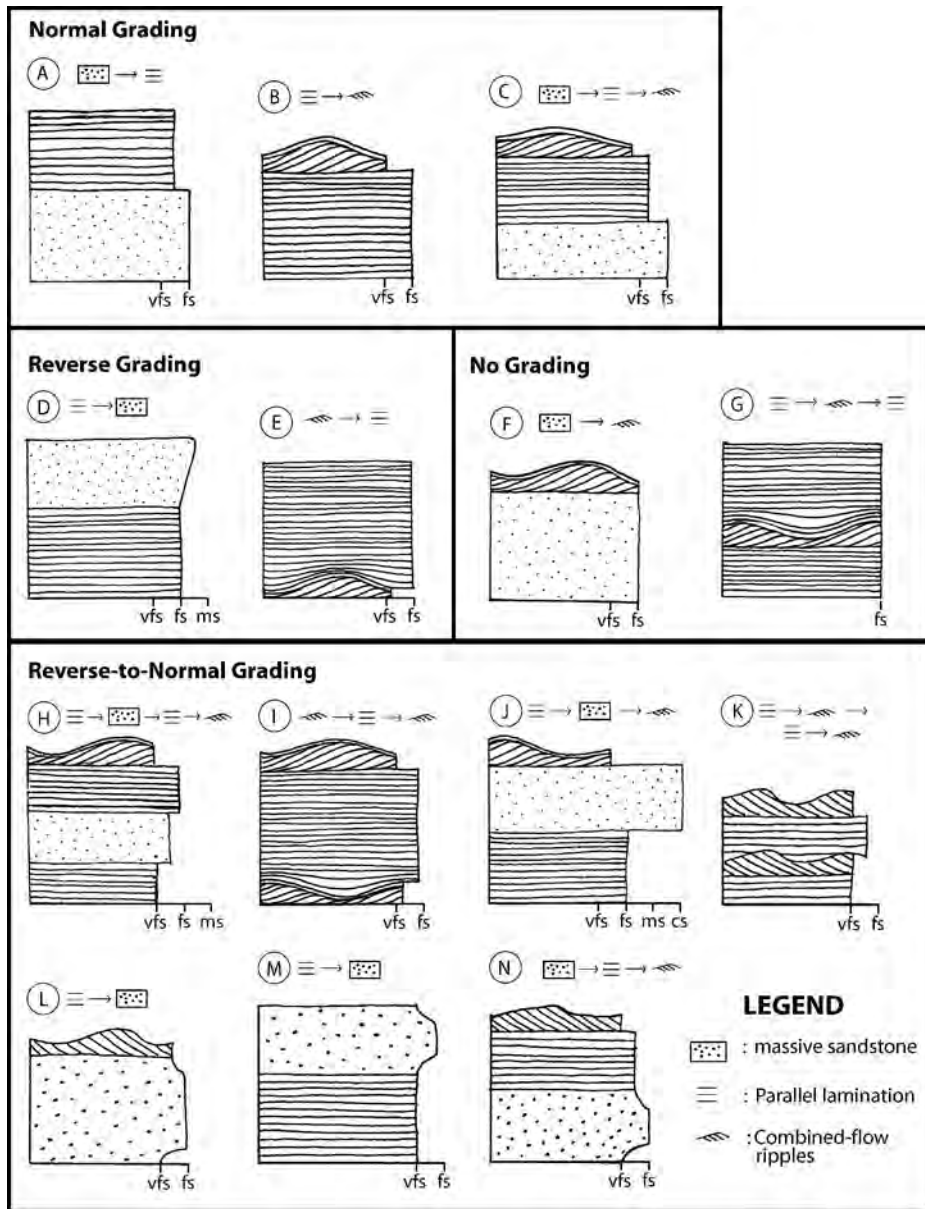 Normal Grading
A
B
C
vfs fs
vfs fs
vfs fs
Reverse Grading
D
E
vfs fs ms
vfs fs
No Grading
F
G
vfs fs
fs
Reverse-to-Normal Grading
H
I
J
K
vfs fs ms
vfs fs
vfs fs ms cs
vfs fs
L
M
N
vfs fs
vfs fs
vfs fs
LEGEND
: massive sandstone
: Parallel lamination
:Combined-flow
ripples